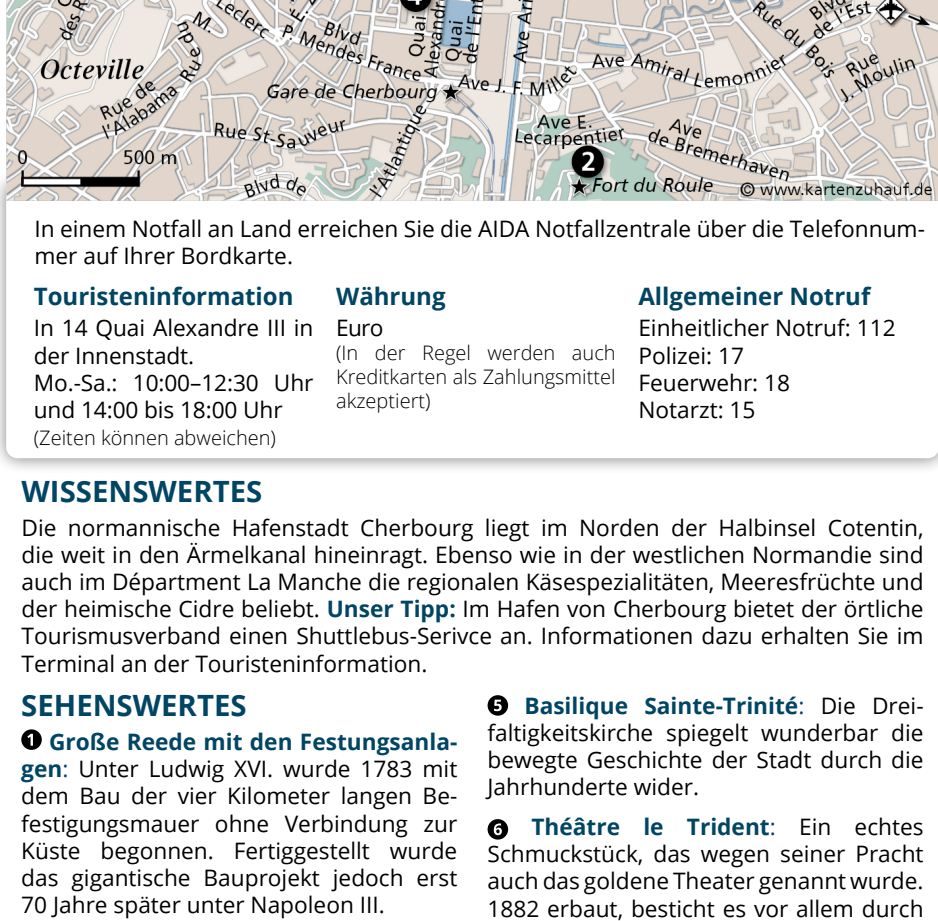 Leclerc
P. Mendes France
Blvd
Quai
Alexandr
Quai
de l'Ent
Ave Ari
Rue du Bois
Blvd
de l'Est
des R
M.
Rue
Octeville
Rue de
l'Alabama
Gare de Cherbourg
Ave J. F. Millet
Ave Amiral Lemonnier
Rue
J. Moulin
Rue St-Sauveur
l'Atlantique
Ave E.
Lecarpentier
Ave
de Bremerhaven
0 500 m
Blvd de
2
Fort du Roule
© www.kartenzuhauf.de
In einem Notfall an Land erreichen Sie die AIDA Notfallzentrale über die Telefonnum-
mer auf Ihrer Bordkarte.
Touristeninformation
In 14 Quai Alexandre III in
der Innenstadt.
Mo.-Sa.: 10:00–12:30 Uhr
und 14:00 bis 18:00 Uhr
(Zeiten können abweichen)
Währung
Euro
(In der Regel werden auch
Kreditkarten als Zahlungsmittel
akzeptiert)
Allgemeiner Notruf
Einheitlicher Notruf: 112
Polizei: 17
Feuerwehr: 18
Notarzt: 15
WISSENSWERTES
Die normannische Hafenstadt Cherbourg liegt im Norden der Halbinsel Cotentin,
die weit in den Ärmelkanal hineinragt. Ebenso wie in der westlichen Normandie sind
auch im Départment La Manche die regionalen Käsespezialitäten, Meeresfrüchte und
der heimische Cidre beliebt. Unser Tipp: Im Hafen von Cherbourg bietet der örtliche
Tourismusverband einen Shuttlebus-Serivce an. Informationen dazu erhalten Sie im
Terminal an der Touristeninformation.
SEHENSWERTES
❶ Große Reede mit den Festungsanla-
gen: Unter Ludwig XVI. wurde 1783 mit
dem Bau der vier Kilometer langen Be-
festigungsmauer ohne Verbindung zur
Küste begonnen. Fertiggestellt wurde
das gigantische Bauprojekt jedoch erst
70 Jahre später unter Napoleon III.
❺ Basilique Sainte-Trinité: Die Drei-
faltigkeitskirche spiegelt wunderbar die
bewegte Geschichte der Stadt durch die
Jahrhunderte wider.
❻ Théâtre le Trident: Ein echtes
Schmuckstück, das wegen seiner Pracht
auch das goldene Theater genannt wurde.
1882 erbaut, besticht es vor allem durch